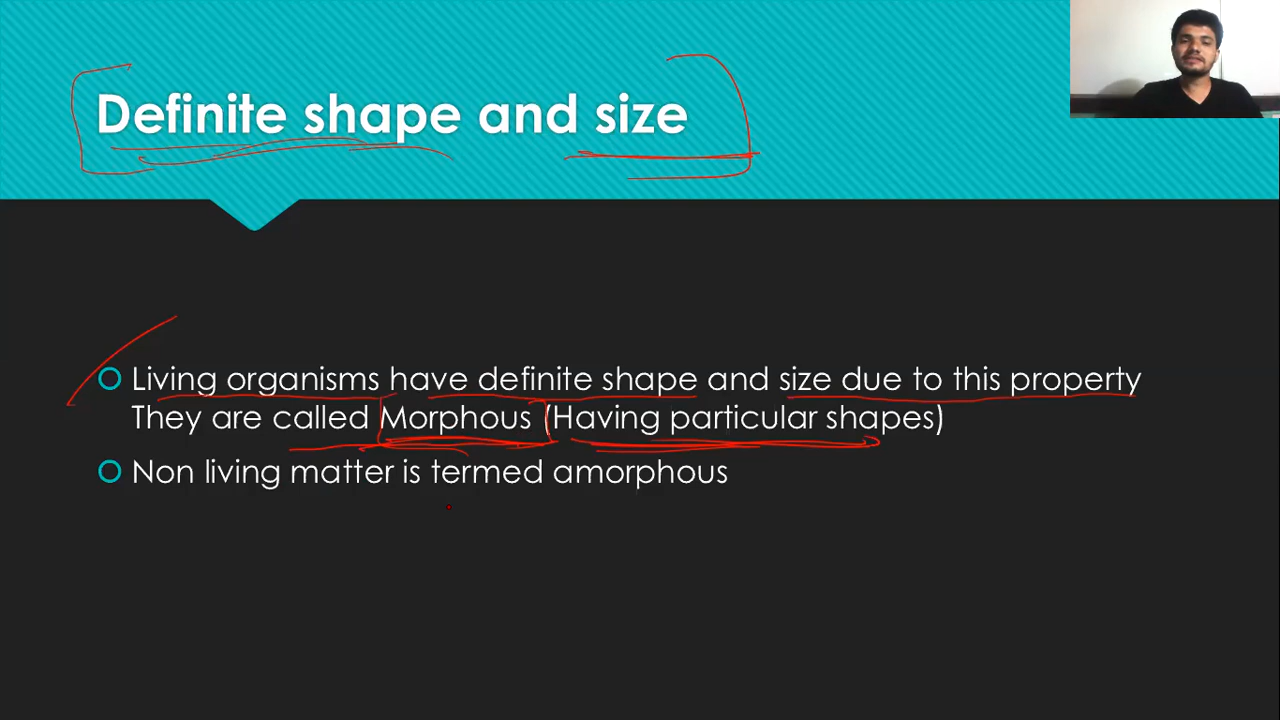 Definite shape and size
Living organisms have definite shape and size due to this property
They are called Morphous (Having particular shapes)
Non living matter is termed amorphous